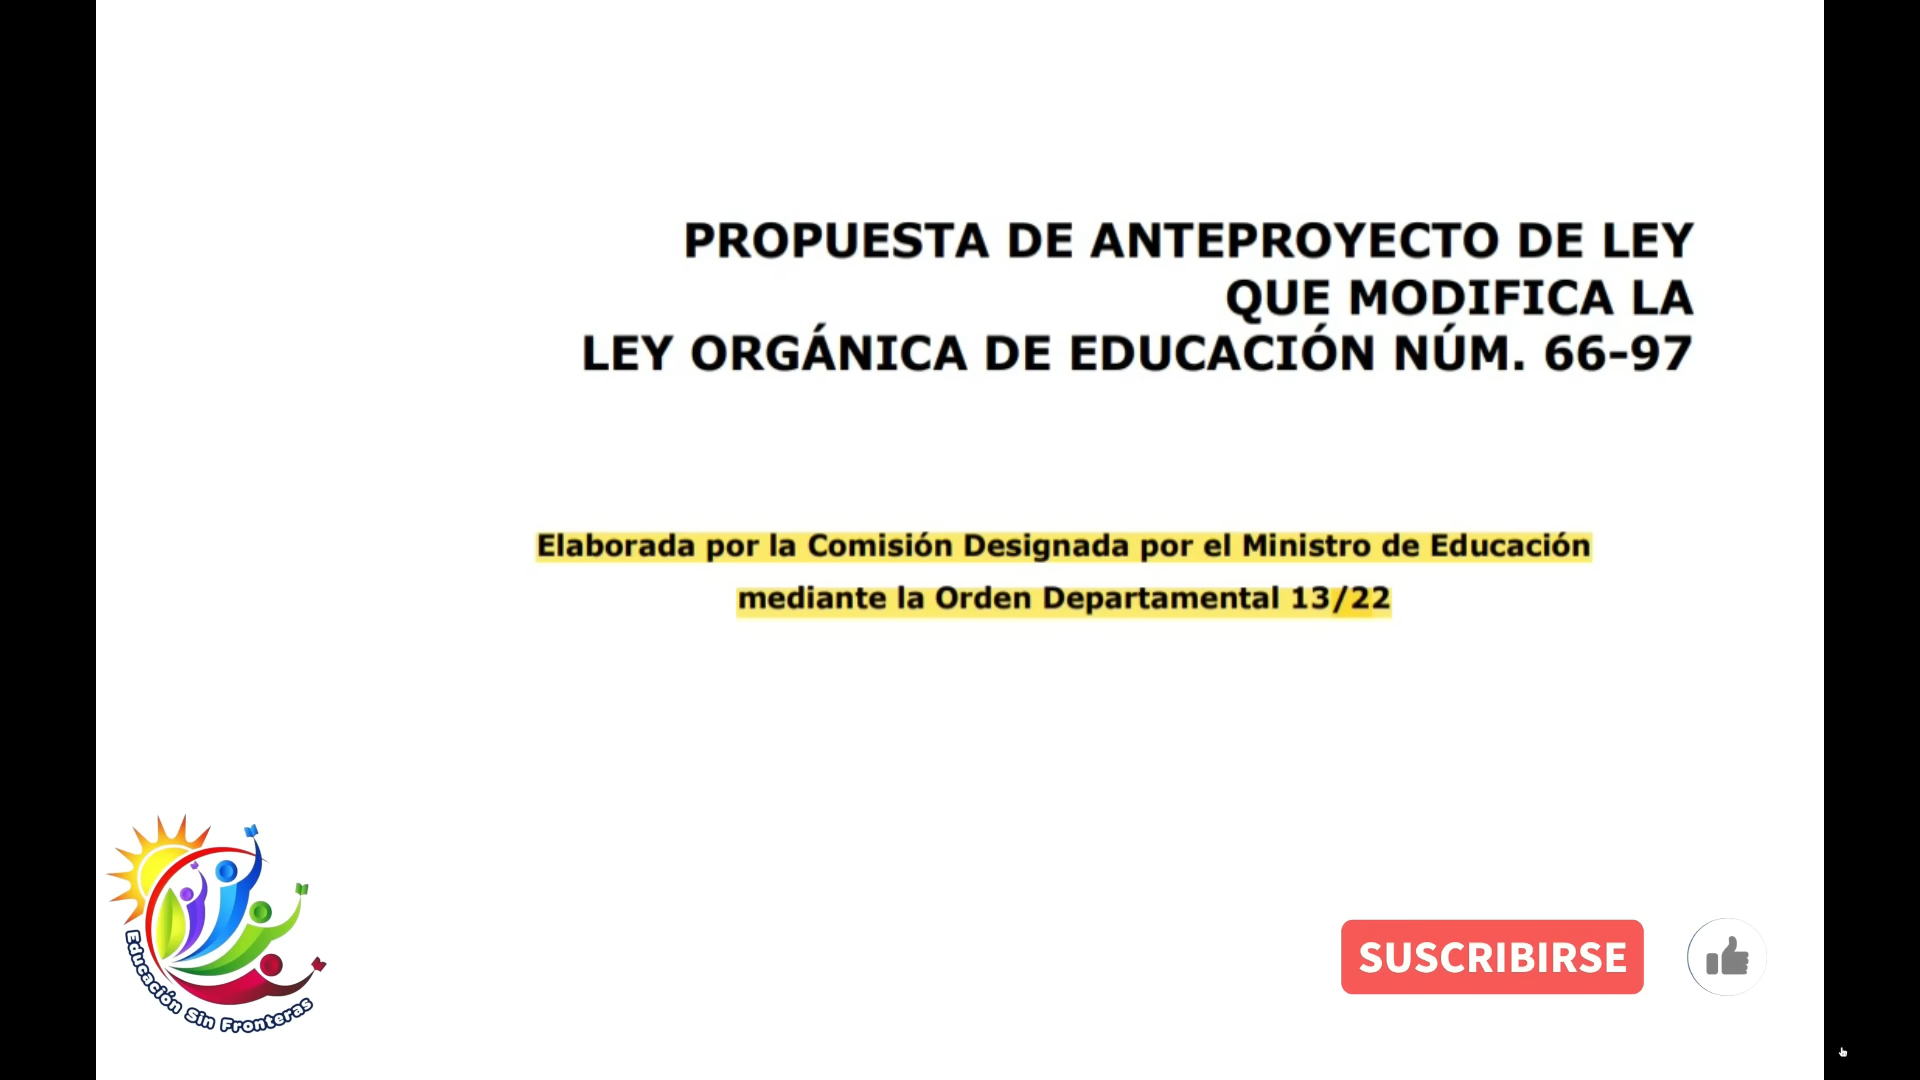 PROPUESTA DE ANTEPROYECTO DE LEY
QUE MODIFICA LA
LEY ORGÁNICA DE EDUCACIÓN NÚM. 66-97
Elaborada por la Comisión Designada por el Ministro de Educación
mediante la Orden Departamental 13/22
Educación Sin Fronteras
SUSCRIBIRSE